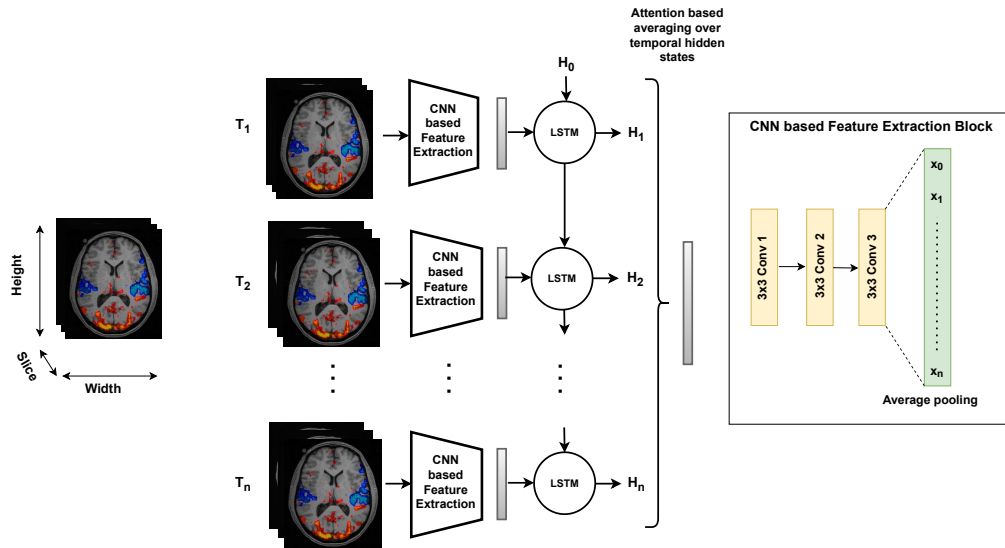 Attention based
averaging over
temporal hidden
states
H0
T1
CNN
based
Feature
Extraction
LSTM
H1
T2
CNN
based
Feature
Extraction
LSTM
H2
Tn
CNN
based
Feature
Extraction
LSTM
Hn
Height
Slice
Width
CNN based Feature Extraction Block
3x3 Conv 1
3x3 Conv 2
3x3 Conv 3
x0
x1
xn
Average pooling